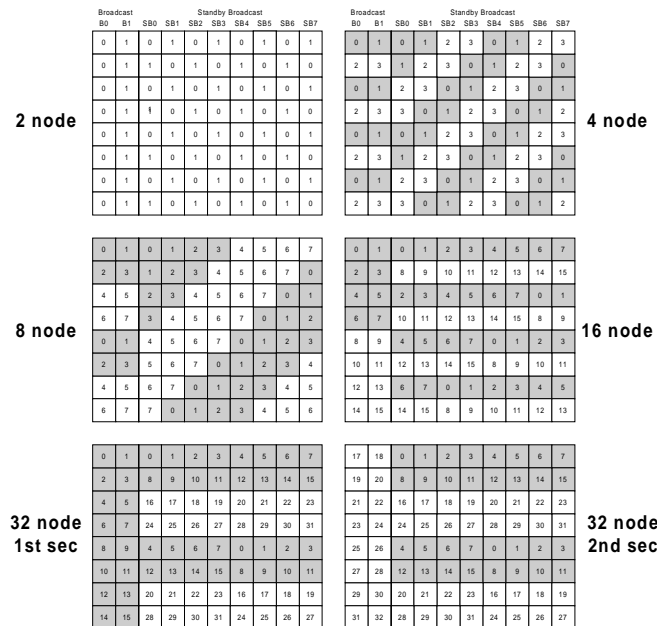 Broadcast Standby Broadcast
B0 B1 SB0 SB1 SB2 SB3 SB4 SB5 SB6 SB7
0 1 0 1 0 1 0 1 0 1
0 1 1 0 1 0 1 0 1 0
0 1 0 1 0 1 0 1 0 1
0 1 0 1 0 1 0 1 0
0 1 0 1 0 1 0 1 0 1
0 1 1 0 1 0 1 0 1 0
0 1 0 1 0 1 0 1 0 1
0 1 1 0 1 0 1 0 1 0
2 node
Broadcast Standby Broadcast
B0 B1 SB0 SB1 SB2 SB3 SB4 SB5 SB6 SB7
0 1 0 1 2 3 0 1 2 3
2 3 1 2 3 0 1 2 3 0
0 1 2 3 0 1 2 3 0 1
2 3 3 0 1 2 3 0 1 2
0 1 0 1 2 3 0 1 2 3
2 3 1 2 3 0 1 2 3 0
0 1 2 3 0 1 2 3 0 1
2 3 3 0 1 2 3 0 1 2
4 node
0 1 0 1 2 3 4 5 6 7
2 3 1 2 3 4 5 6 7 0
4 5 2 3 4 5 6 7 0 1
6 7 3 4 5 6 7 0 1 2
0 1 4 5 6 7 0 1 2 3
2 3 5 6 7 0 1 2 3 4
4 5 6 7 0 1 2 3 4 5
6 7 7 0 1 2 3 4 5 6
8 node
0 1 0 1 2 3 4 5 6 7
2 3 8 9 10 11 12 13 14 15
4 5 2 3 4 5 6 7 0 1
6 7 10 11 12 13 14 15 8 9
8 9 4 5 6 7 0 1 2 3
10 11 12 13 14 15 8 9 10 11
12 13 6 7 0 1 2 3 4 5
14 15 14 15 8 9 10 11 12 13
16 node
0 1 0 1 2 3 4 5 6 7
2 3 8 9 10 11 12 13 14 15
4 5 16 17 18 19 20 21 22 23
6 7 24 25 26 27 28 29 30 31
8 9 4 5 6 7 0 1 2 3
10 11 12 13 14 15 8 9 10 11
12 13 20 21 22 23 16 17 18 19
14 15 28 29 30 31 24 25 26 27
32 node
1st sec
17 18 0 1 2 3 4 5 6 7
19 20 8 9 10 11 12 13 14 15
21 22 16 17 18 19 20 21 22 23
23 24 24 25 26 27 28 29 30 31
25 26 4 5 6 7 0 1 2 3
27 28 12 13 14 15 8 9 10 11
29 30 20 21 22 23 16 17 18 19
31 32 28 29 30 31 24 25 26 27
32 node
2nd sec